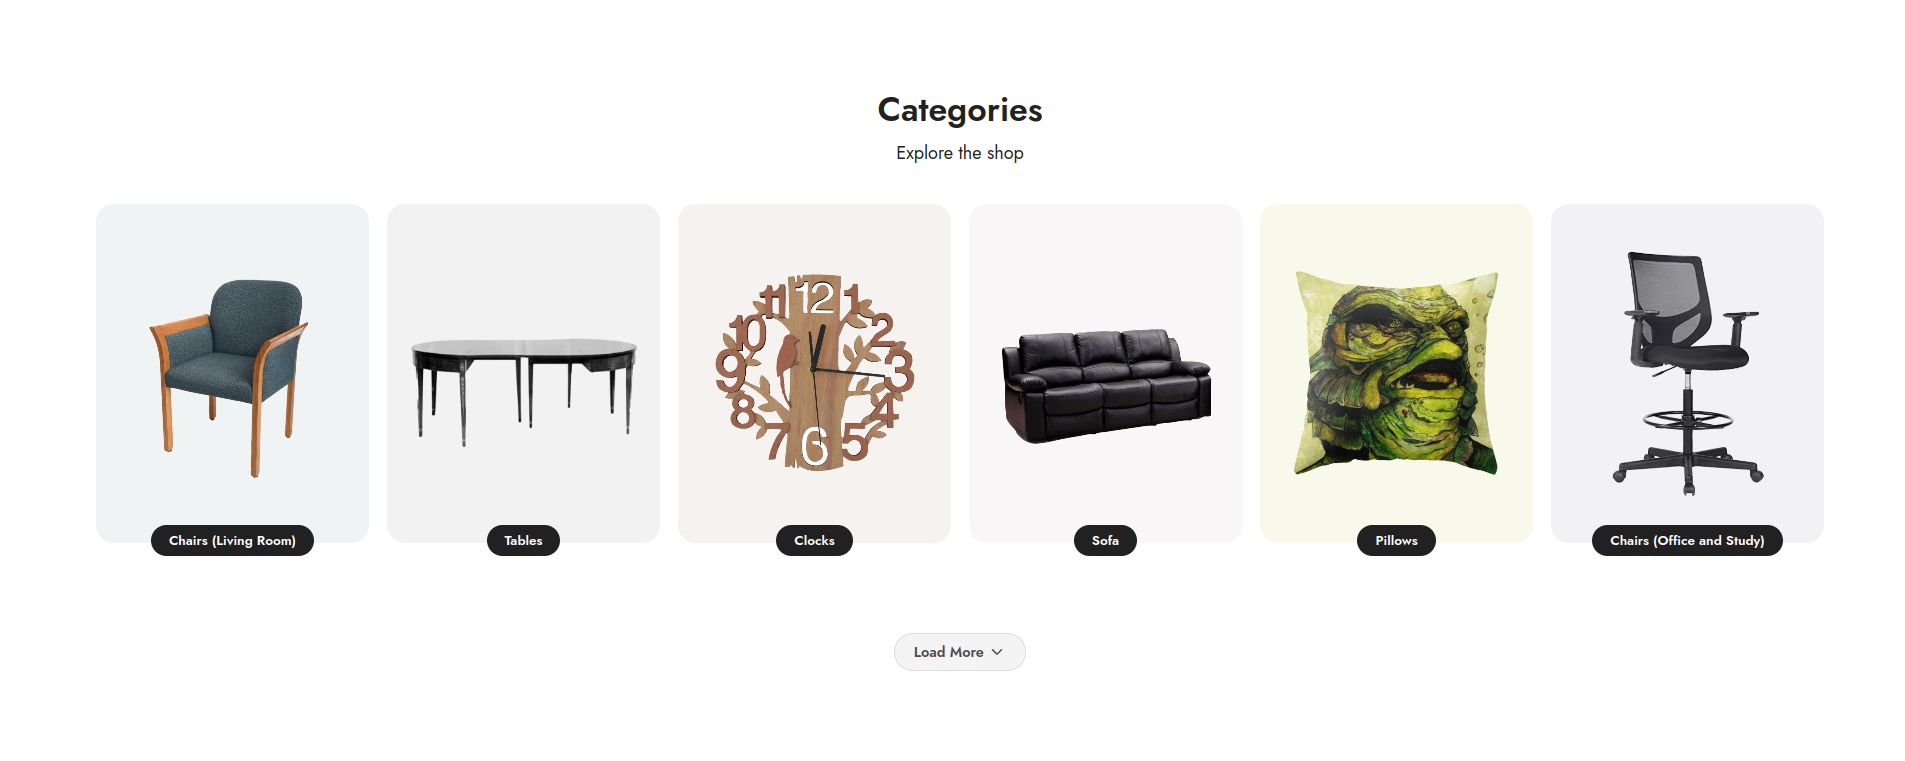 Categories
Explore the shop
11 12 1
10 2
9 3
8 4
7 6 5
Chairs (Living Room)
Tables
Clocks
Sofa
Pillows
Chairs (Office and Study)
Load More